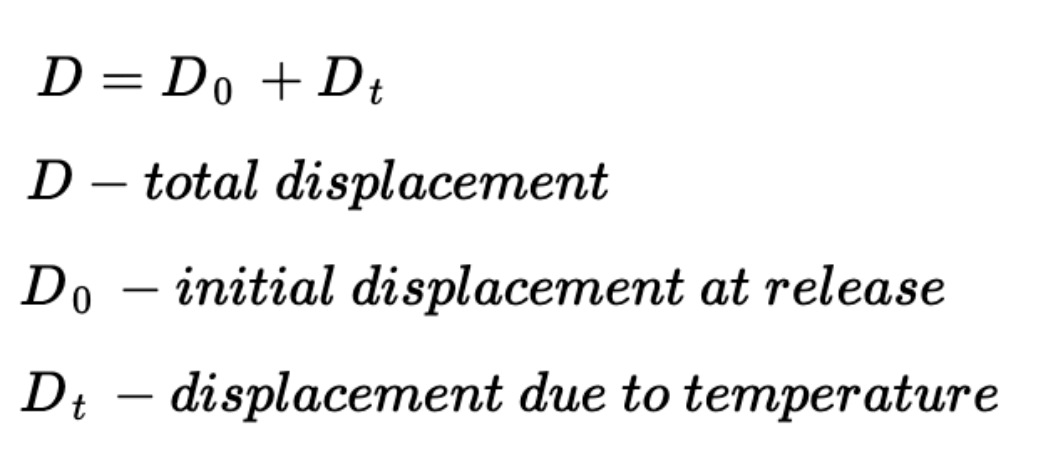 D = D₀ + Dₜ
D – total displacement
D₀ – initial displacement at release
Dₜ – displacement due to temperature